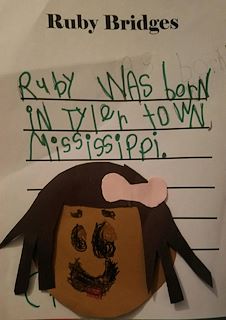 Ruby Bridges
Ruby WAS born
IN TyleR toWN
Mississippi.